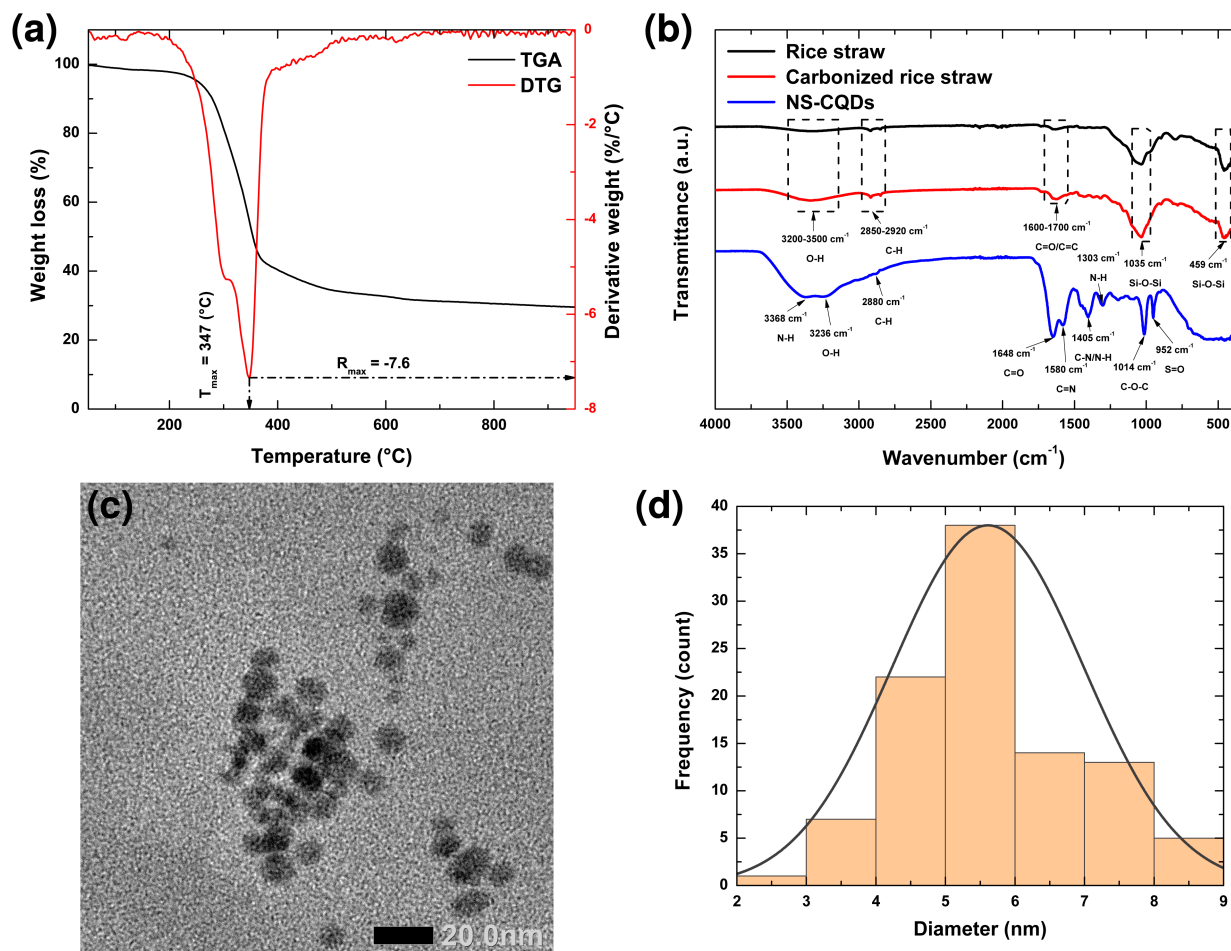 (a)
TGA
DTG
100
80
60
40
20
0
Weight loss (%)
0
-2
-4
-6
-8
Derivative weight (%/°C)
Tmax = 347 (°C)
Rmax = -7.6
200
400
600
800
Temperature (°C)
(b)
Rice straw
Carbonized rice straw
NS-CQDs
Transmittance (a.u.)
3200-3500 cm-1
O-H
2850-2920 cm-1
C-H
1600-1700 cm-1
C=O/C=C
1303 cm-1
N-H
1035 cm-1
Si-O-Si
459 cm-1
Si-O-Si
3368 cm-1
N-H
3236 cm-1
O-H
2880 cm-1
C-H
1648 cm-1
C=O
1580 cm-1
C=N
1405 cm-1
C-N/N-H
1014 cm-1
C-O-C
952 cm-1
S=O
4000
3500
3000
2500
2000
1500
1000
500
Wavenumber (cm-1)
(c)
20.0nm
(d)
40
35
30
25
20
15
10
5
0
Frequency (count)
2
3
4
5
6
7
8
9
Diameter (nm)